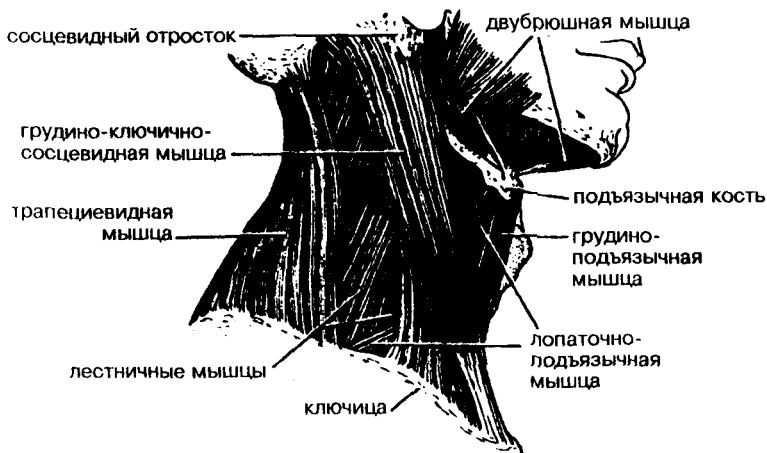 сосцевидный отросток
двубрюшная мышца
грудино-ключично-
сосцевидная мышца
подъязычная кость
трапециевидная
мышца
грудино-
подъязычная
мышца
лопаточно-
подъязычная
мышца
лестничные мышцы
ключица